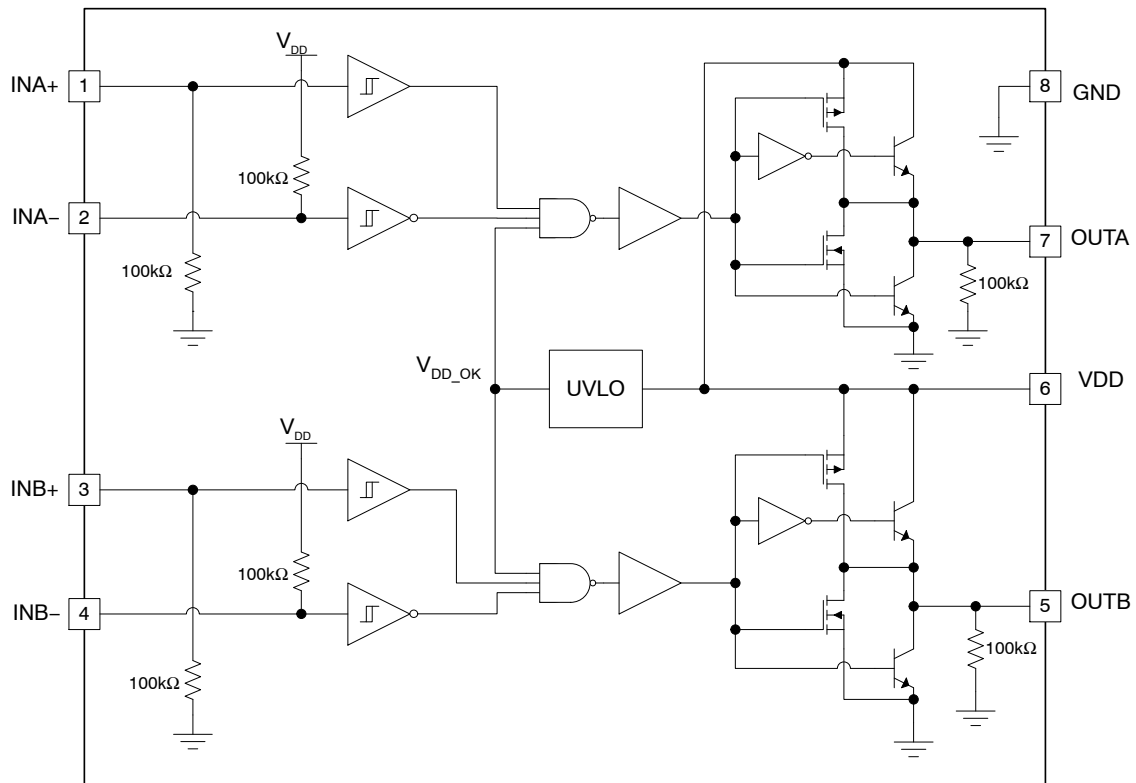 V_DD
INA+ 1
8 GND
100kΩ
INA− 2
7 OUTA
100kΩ
100kΩ
V_DD_OK
UVLO
6 VDD
V_DD
INB+ 3
100kΩ
INB− 4
5 OUTB
100kΩ
100kΩ